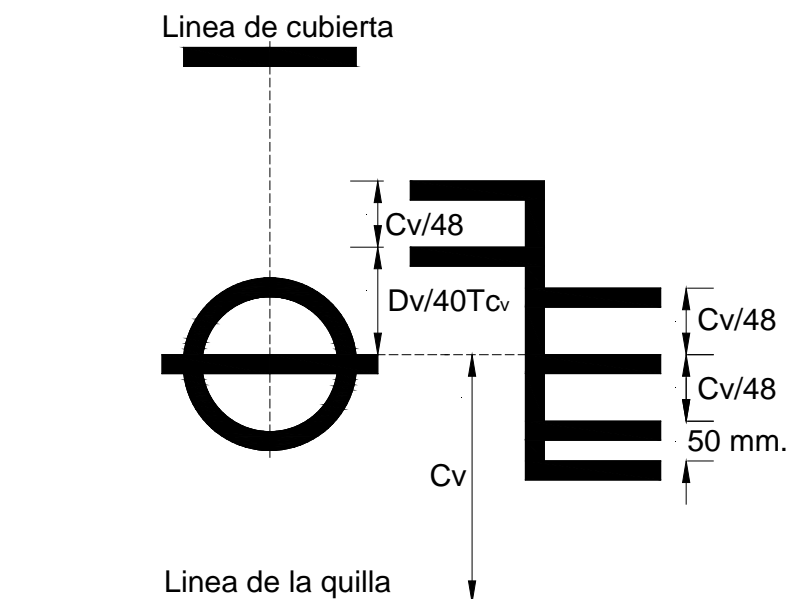 Linea de cubierta
Cv/48
Dv/40Tcv
Cv/48
Cv/48
50 mm.
Cv
Linea de la quilla